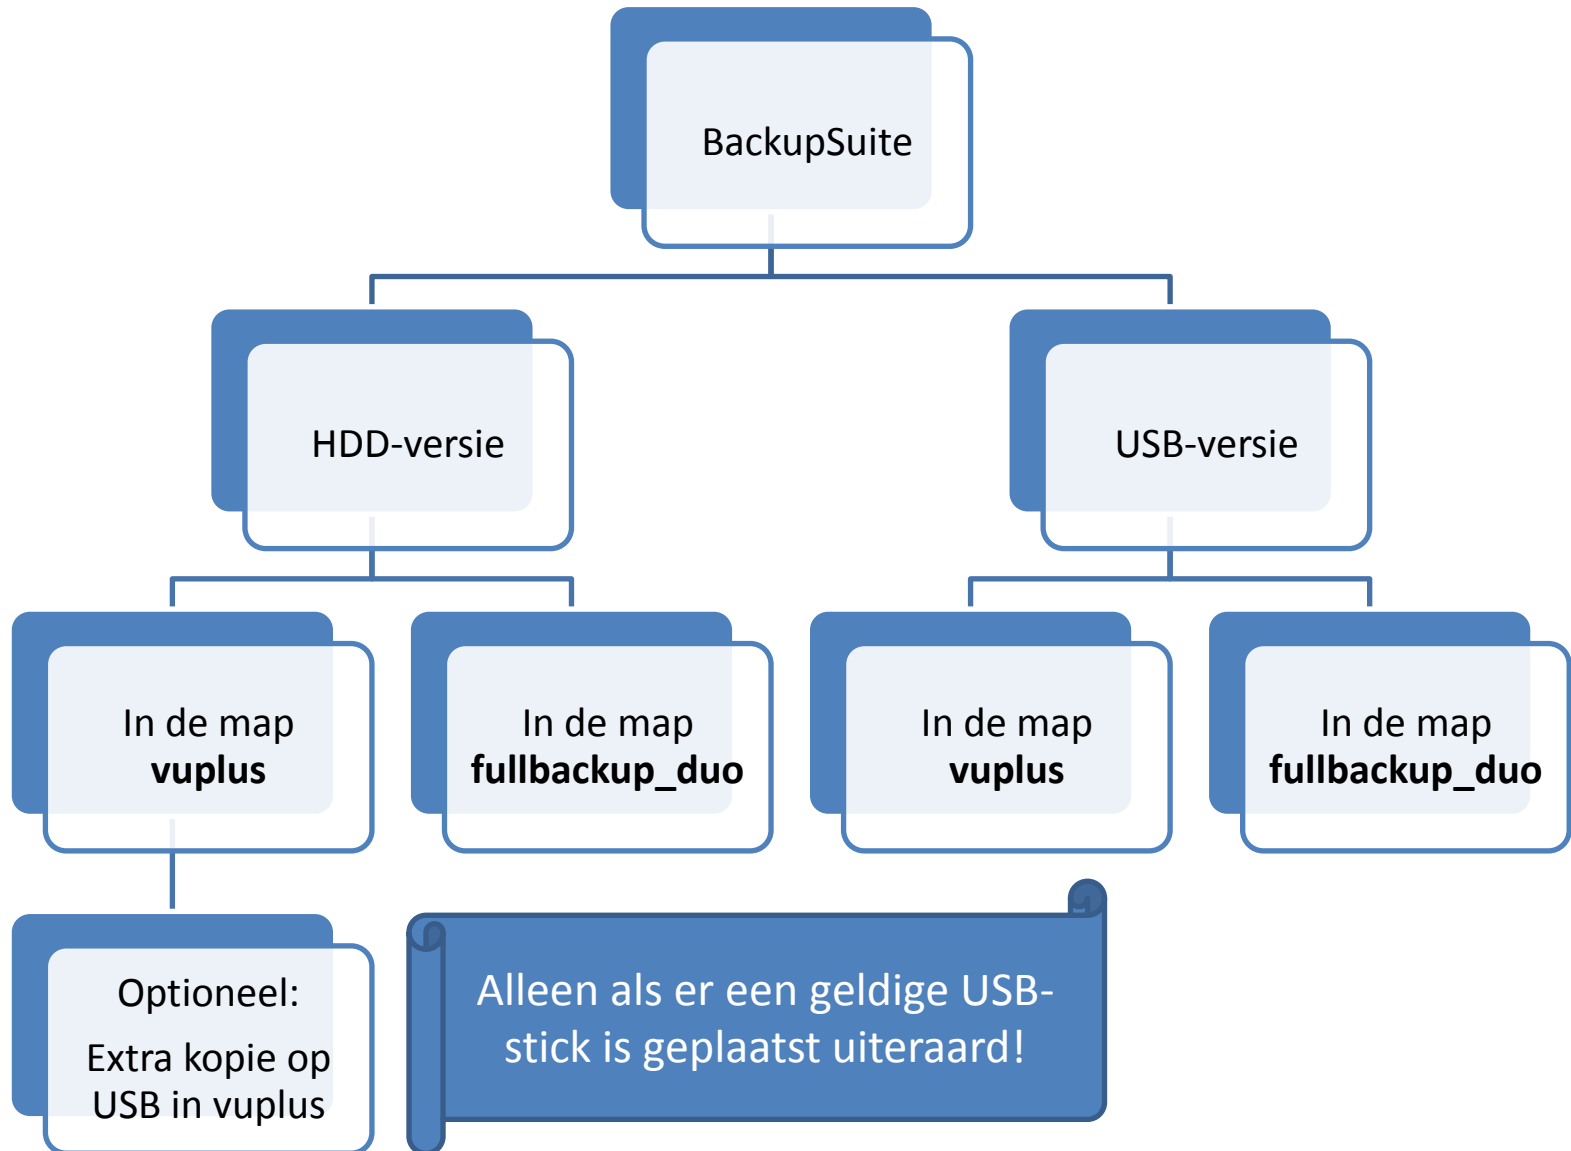 BackupSuite
HDD-versie
USB-versie
In de map
vuplus
In de map
fullbackup_duo
In de map
vuplus
In de map
fullbackup_duo
Optioneel:
Extra kopie op
USB in vuplus
Alleen als er een geldige USB-
stick is geplaatst uiteraard!